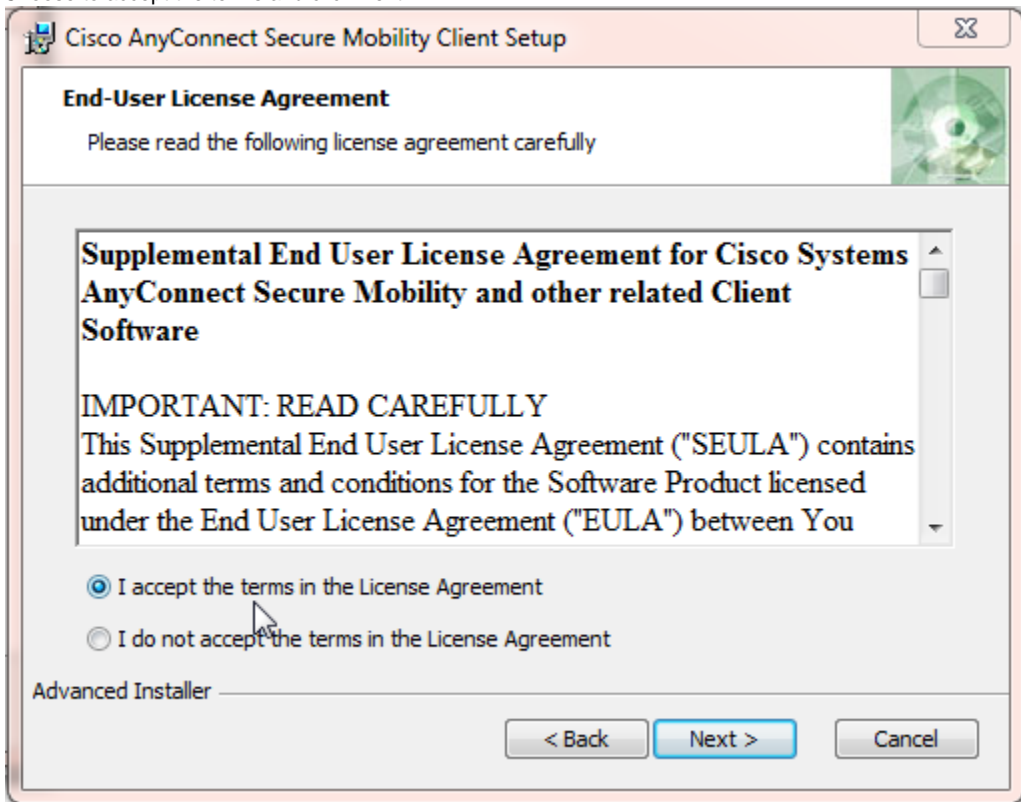 Cisco AnyConnect Secure Mobility Client Setup
End-User License Agreement
Please read the following license agreement carefully
Supplemental End User License Agreement for Cisco Systems
AnyConnect Secure Mobility and other related Client
Software
IMPORTANT: READ CAREFULLY
This Supplemental End User License Agreement ("SEULA") contains
additional terms and conditions for the Software Product licensed
under the End User License Agreement ("EULA") between You
I accept the terms in the License Agreement
I do not accept the terms in the License Agreement
Advanced Installer
< Back Next > Cancel